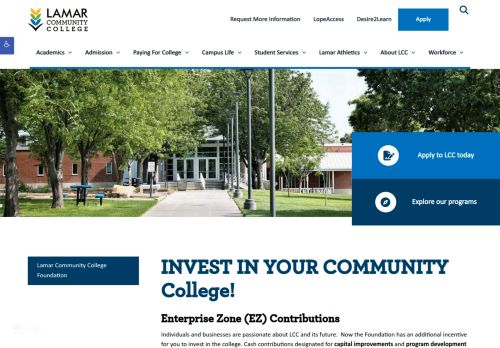 LAMAR
COMMUNITY
COLLEGE
Request More Information
LopeAccess
Desire2Learn
Apply
Academics
Admission
Paying For College
Campus Life
Student Services
Lamar Athletics
About LCC
Workforce
Apply to LCC today
Explore our programs
Lamar Community College
Foundation
INVEST IN YOUR COMMUNITY
College!
Enterprise Zone (EZ) Contributions
Individuals and businesses are passionate about LCC and its future. Now the Foundation has an additional incentive
for you to invest in the college. Cash contributions designated for capital improvements and program development